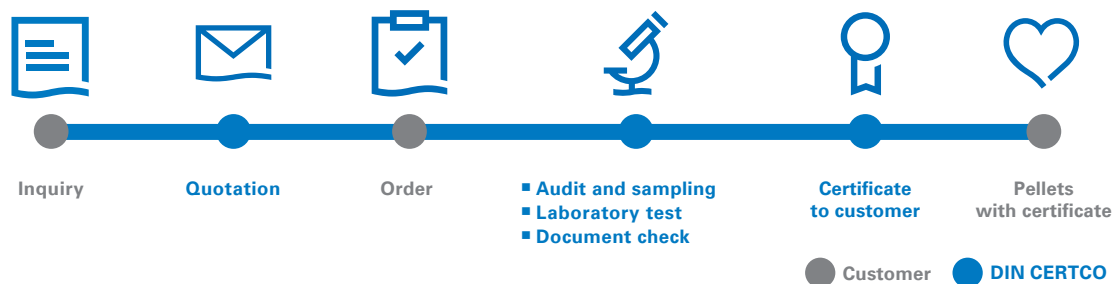 Inquiry
Quotation
Order
▪ Audit and sampling
▪ Laboratory test
▪ Document check
Certificate
to customer
Pellets
with certificate
Customer
DIN CERTCO